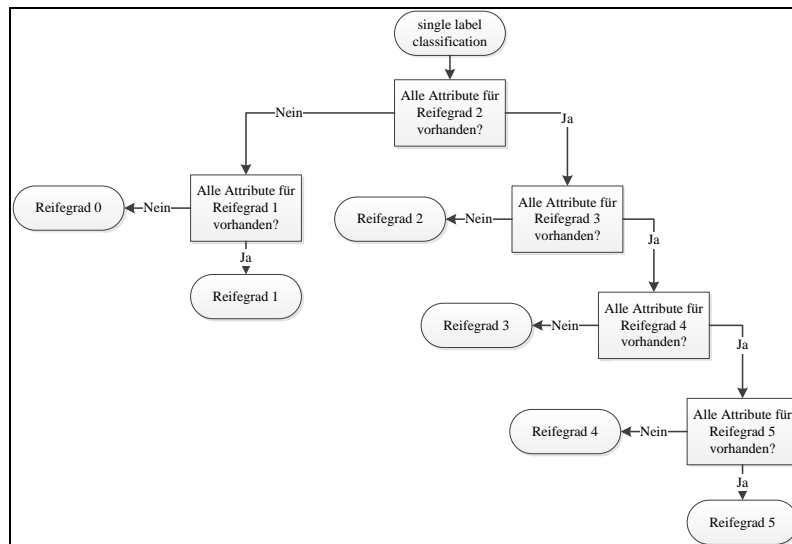 single label
classification
Alle Attribute für
Reifegrad 2
vorhanden?
Nein
Ja
Alle Attribute für
Reifegrad 1
vorhanden?
Nein
Reifegrad 0
Ja
Reifegrad 1
Alle Attribute für
Reifegrad 3
vorhanden?
Nein
Reifegrad 2
Ja
Alle Attribute für
Reifegrad 4
vorhanden?
Nein
Reifegrad 3
Ja
Alle Attribute für
Reifegrad 5
vorhanden?
Nein
Reifegrad 4
Ja
Reifegrad 5